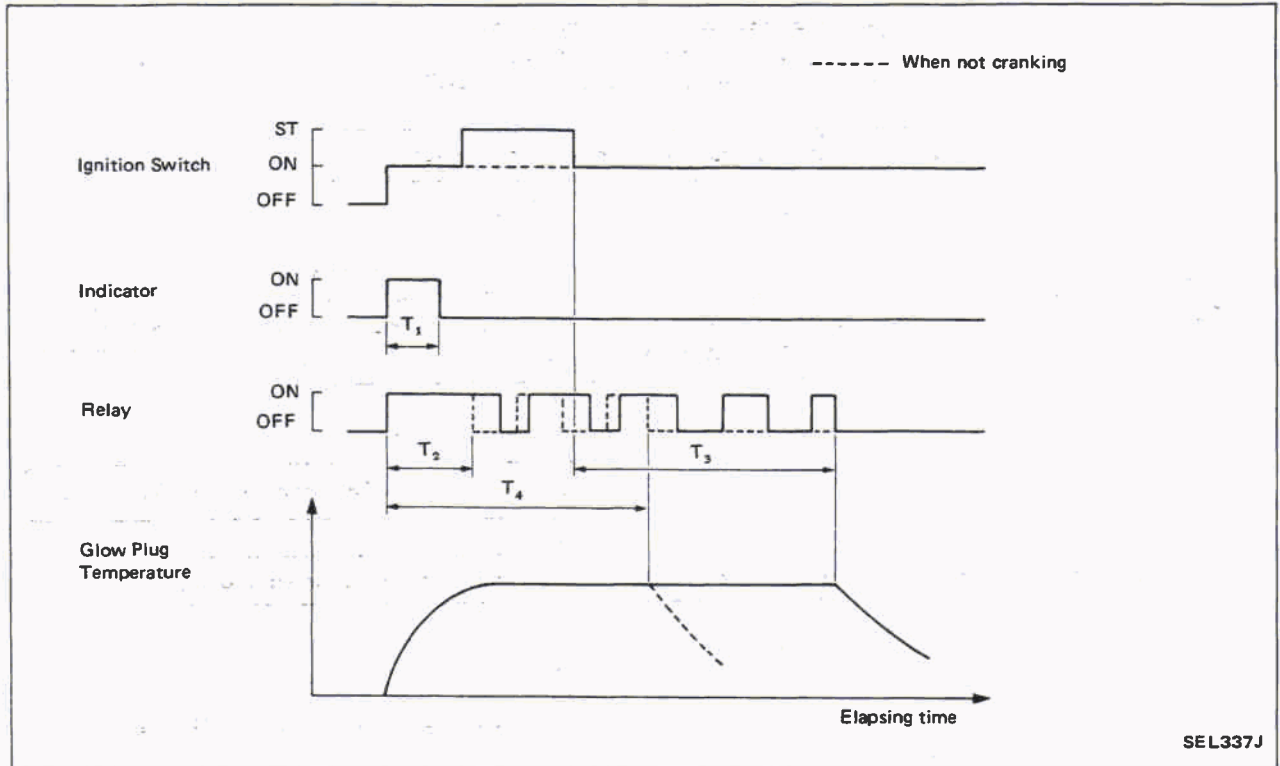 When not cranking
ST
Ignition Switch ON
OFF
ON
Indicator
OFF
T₁
ON
Relay
OFF
T₂
T₃
T₄
Glow Plug
Temperature
Elapsing time
SEL337J